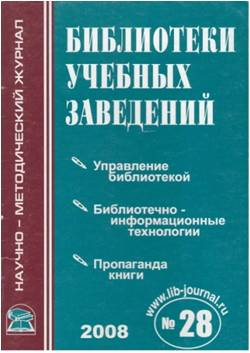 НАУЧНО – МЕТОДИЧЕСКИЙ ЖУРНАЛ
БИБЛИОТЕКИ
УЧЕБНЫХ
ЗАВЕДЕНИЙ
Управление
библиотекой
Библиотечно -
информационные
технологии
Пропаганда
книги
www.lib-journal.ru
2008
№ 28